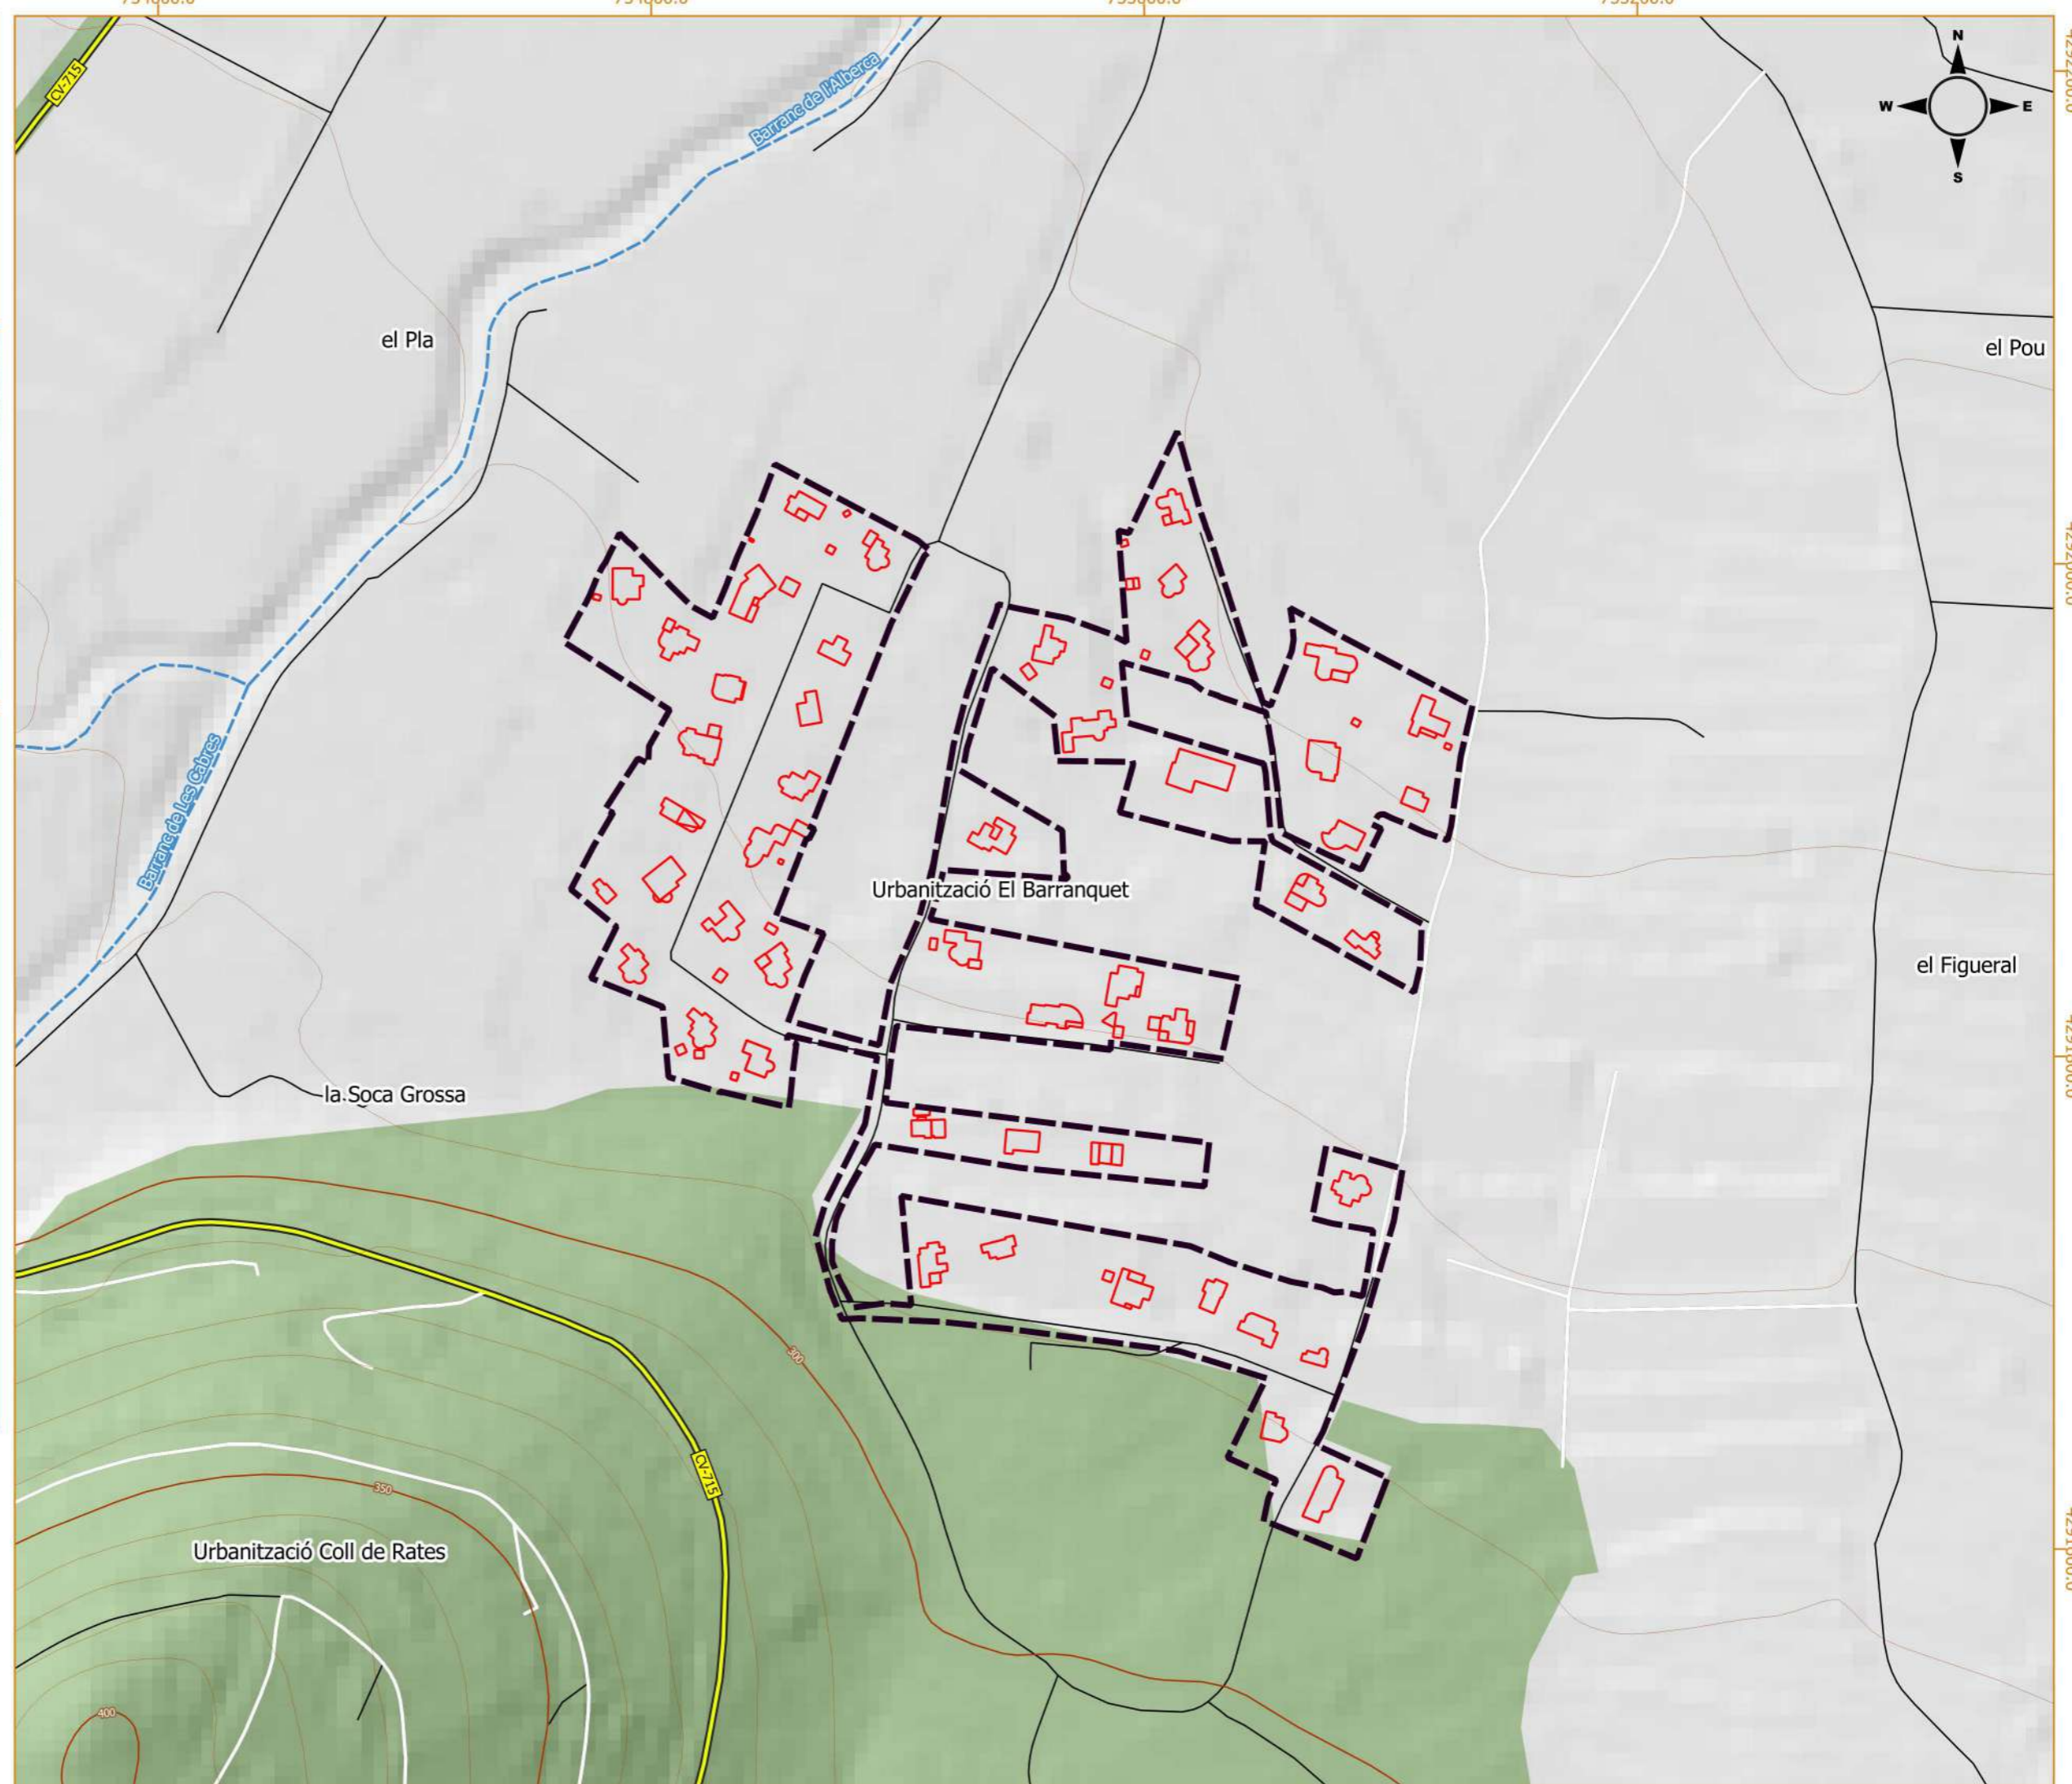 CV-715
Barranc de l'Alberca
N
W
E
S
el Pla
el Pou
Barranc de Les Cabres
Urbanització El Barranquet
el Figueral
la Soca Grossa
300
CV-715
350
Urbanització Coll de Rates
400